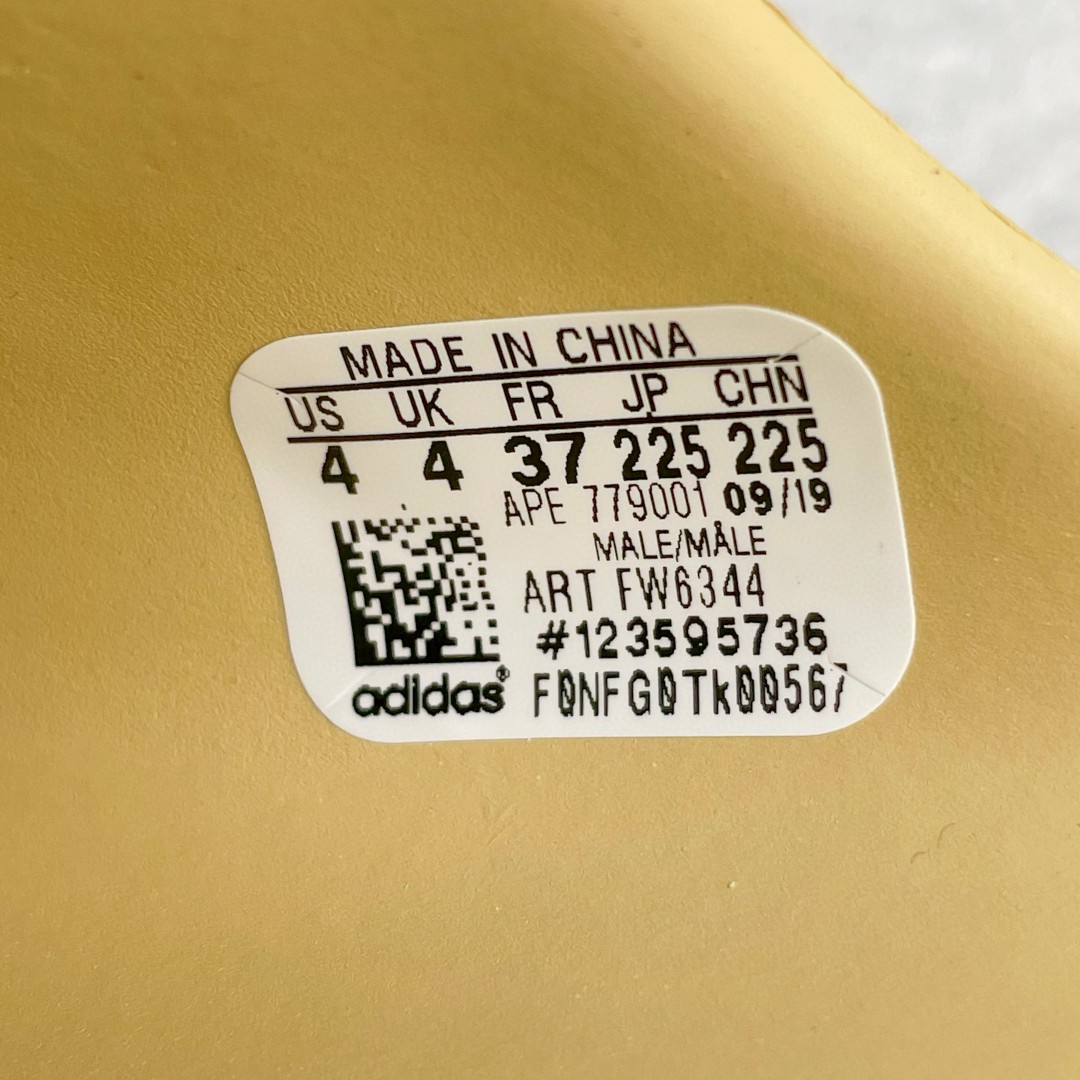 MADE IN CHINA
US UK FR JP CHN
4 4 37 225 225
APE 779001 09/19
MALE/MÅLE
ART FW6344
#123595736
adidas® F0NFG0Tk00567